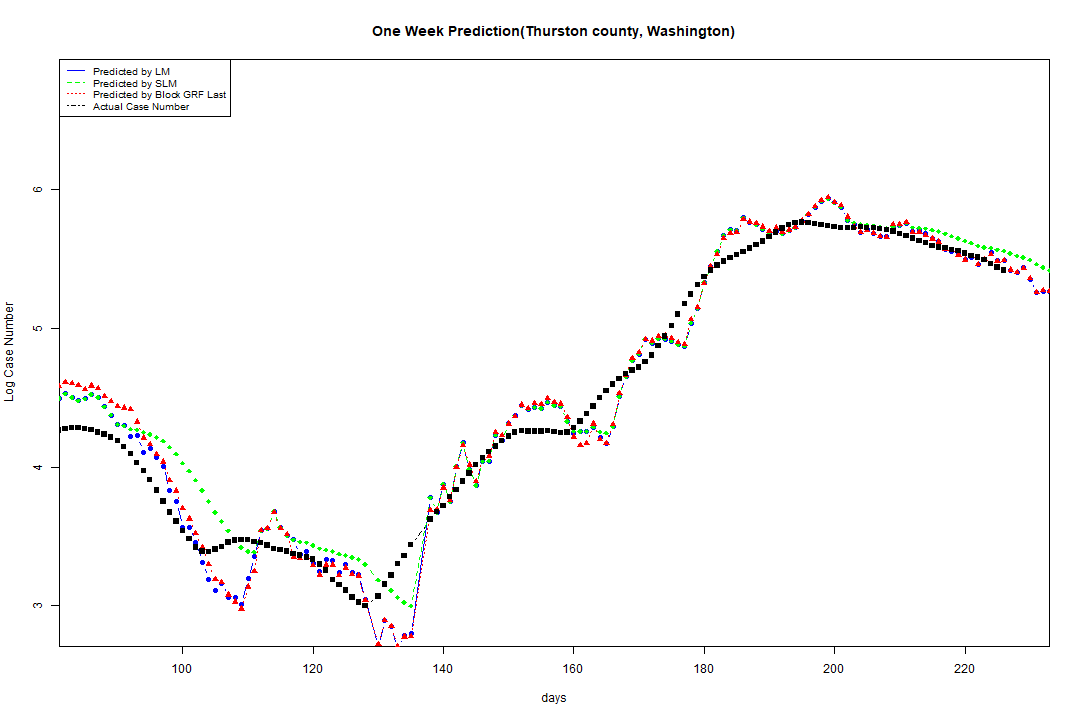 One Week Prediction(Thurston county, Washington)
Predicted by LM
Predicted by SLM
Predicted by Block GRF Last
Actual Case Number
6
5
4
3
Log Case Number
100 120 140 160 180 200 220
days